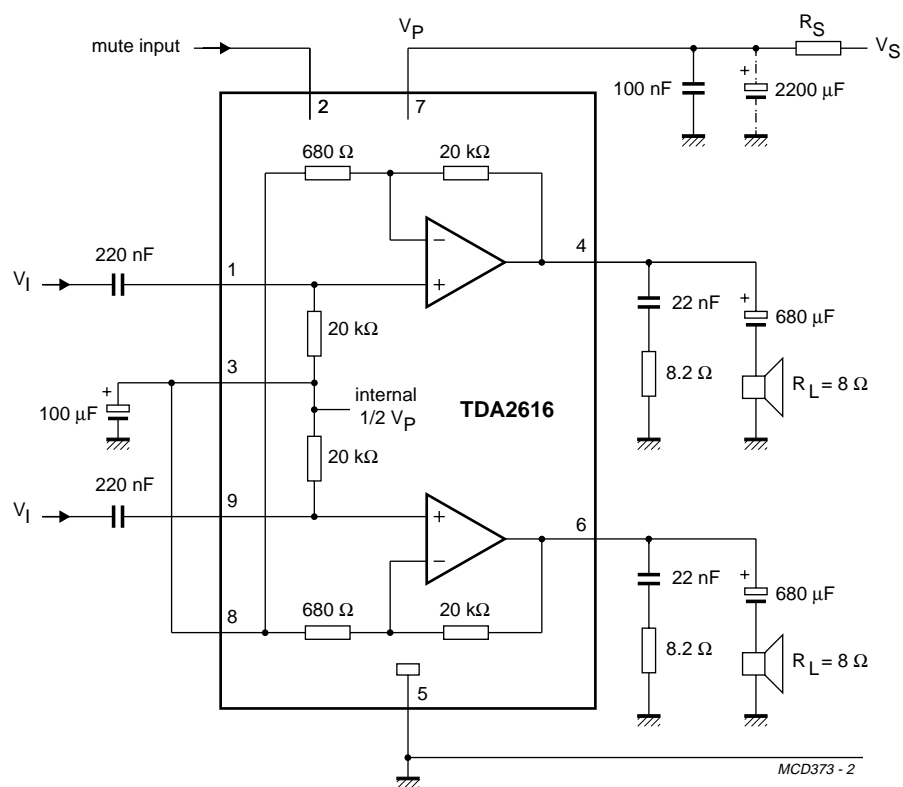 mute input
V_P
R_S
V_S
100 nF
+
2200 µF
2
7
680 Ω
20 kΩ
−
+
4
220 nF
V_I
1
20 kΩ
22 nF
+
680 µF
8.2 Ω
R_L = 8 Ω
3
+
100 µF
internal
1/2 V_P
TDA2616
20 kΩ
220 nF
V_I
9
+
−
6
22 nF
+
680 µF
8.2 Ω
R_L = 8 Ω
680 Ω
20 kΩ
8
5
MCD373 - 2